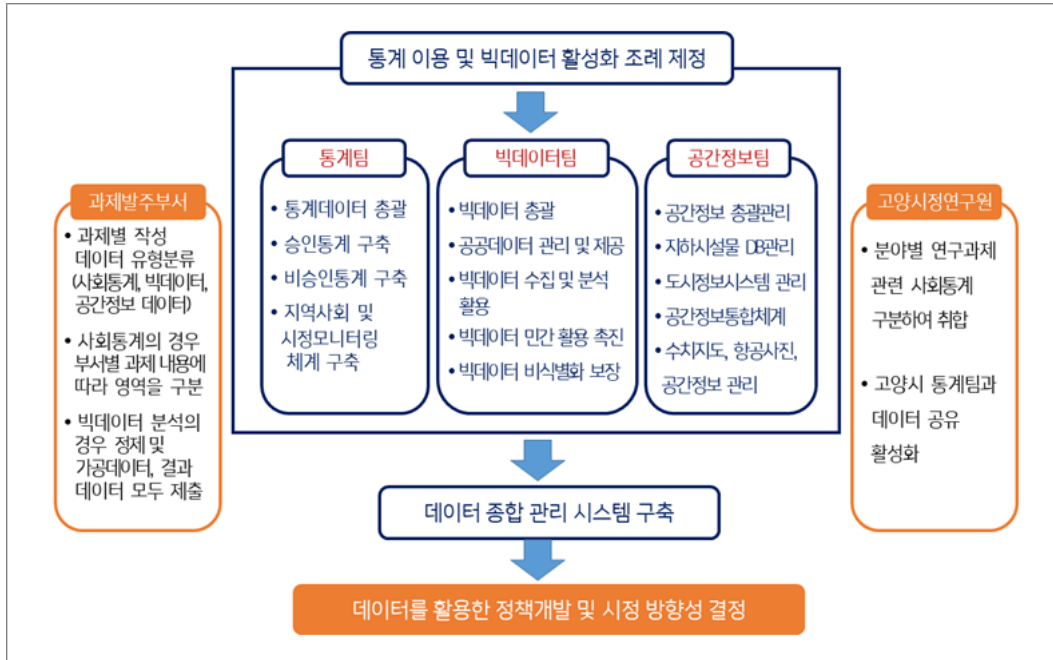 통계 이용 및 빅데이터 활성화 조례 제정
과제발주부서
• 과제별 작성
데이터 유형분류
(사회통계, 빅데이터,
공간정보 데이터)
• 사회통계의 경우
부서별 과제 내용에
따라 영역을 구분
• 빅데이터 분석의
경우 정제 및
가공데이터, 결과
데이터 모두 제출
통계팀
• 통계데이터 총괄
• 승인통계 구축
• 비승인통계 구축
• 지역사회 및
시정모니터링
체계 구축
빅데이터팀
• 빅데이터 총괄
• 공공데이터 관리 및 제공
• 빅데이터 수집 및 분석
활용
• 빅데이터 민간 활용 촉진
• 빅데이터 비식별화 보장
공간정보팀
• 공간정보 총괄관리
• 지하시설물 DB관리
• 도시정보시스템 관리
• 공간정보통합체계
• 수치지도, 항공사진,
공간정보 관리
고양시정연구원
• 분야별 연구과제
관련 사회통계
구분하여 취합
• 고양시 통계팀과
데이터 공유
활성화
데이터 종합 관리 시스템 구축
데이터를 활용한 정책개발 및 시정 방향성 결정